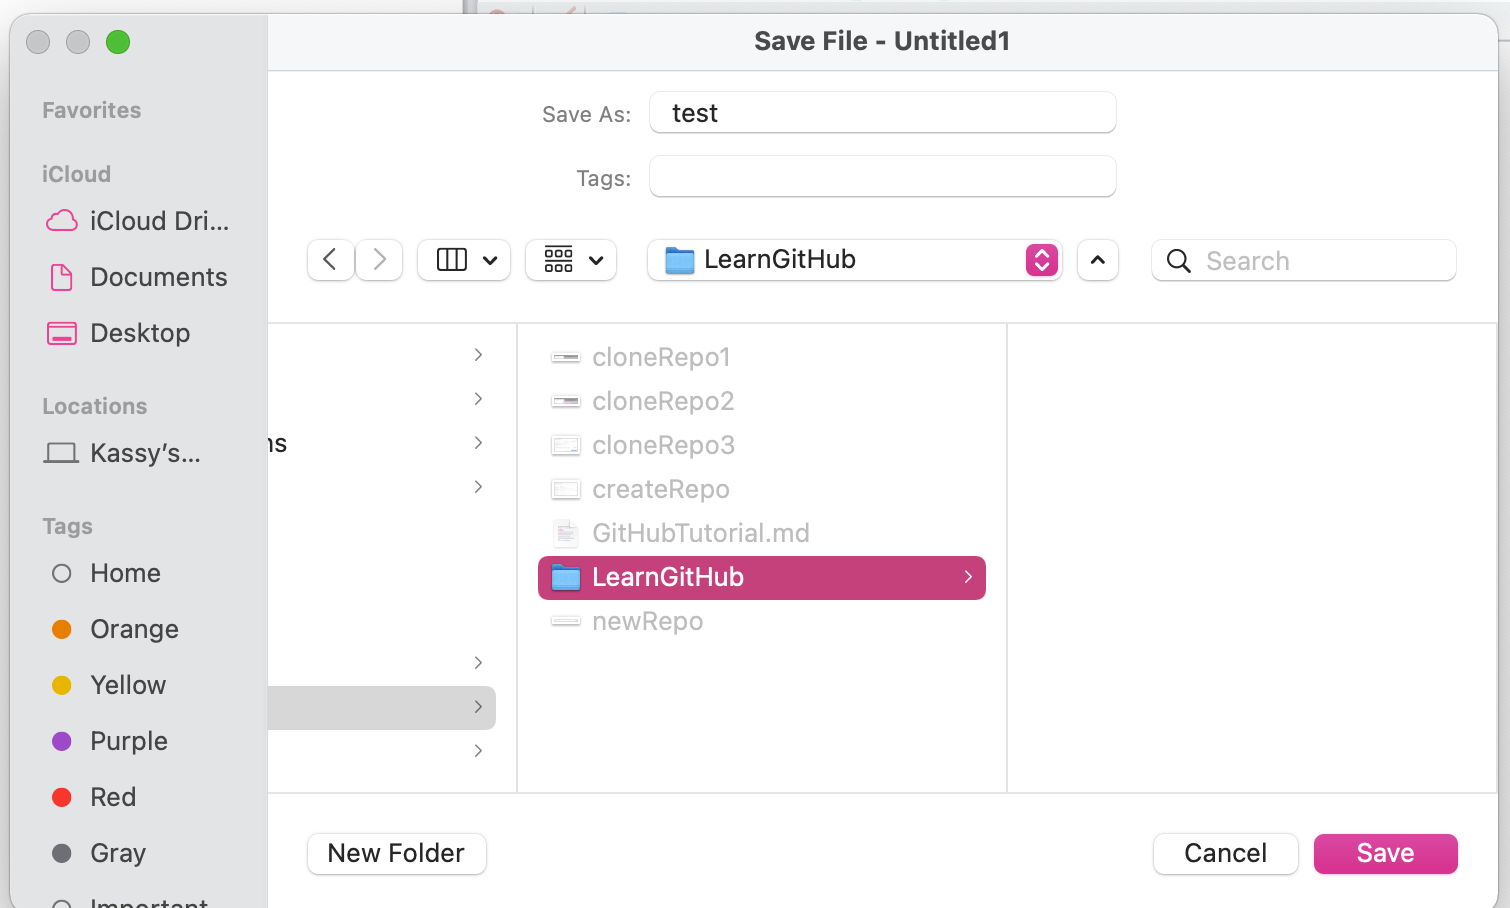 Save File - Untitled1
Favorites
iCloud
iCloud Dri...
Documents
Desktop
Locations
Kassy’s...
Tags
Home
Orange
Yellow
Purple
Red
Gray
Important
Save As: test
Tags:
LearnGitHub
Search
ns
cloneRepo1
cloneRepo2
cloneRepo3
createRepo
GitHubTutorial.md
LearnGitHub
newRepo
New Folder
Cancel
Save